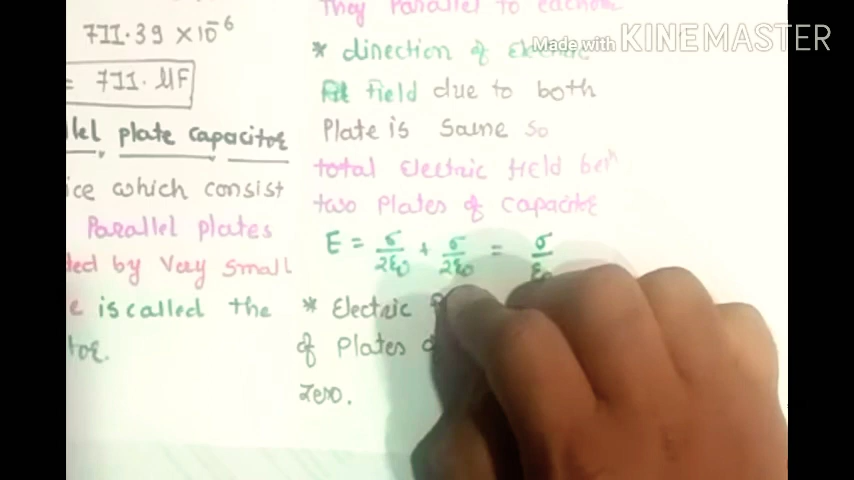 711.39 × 10⁻⁶
= 711. μF
plate capacitor
ice which consist
Parallel plates
by Very small
is called the
They Parallel to
* direction of Electric
field due to both
Plate is Same so
total Electric field betⁿ
two Plates of capacitor
E = σ/2ε₀ + σ/2ε₀ = σ/ε₀
* Electric
of Plates
zero.
Made with KINEMASTER